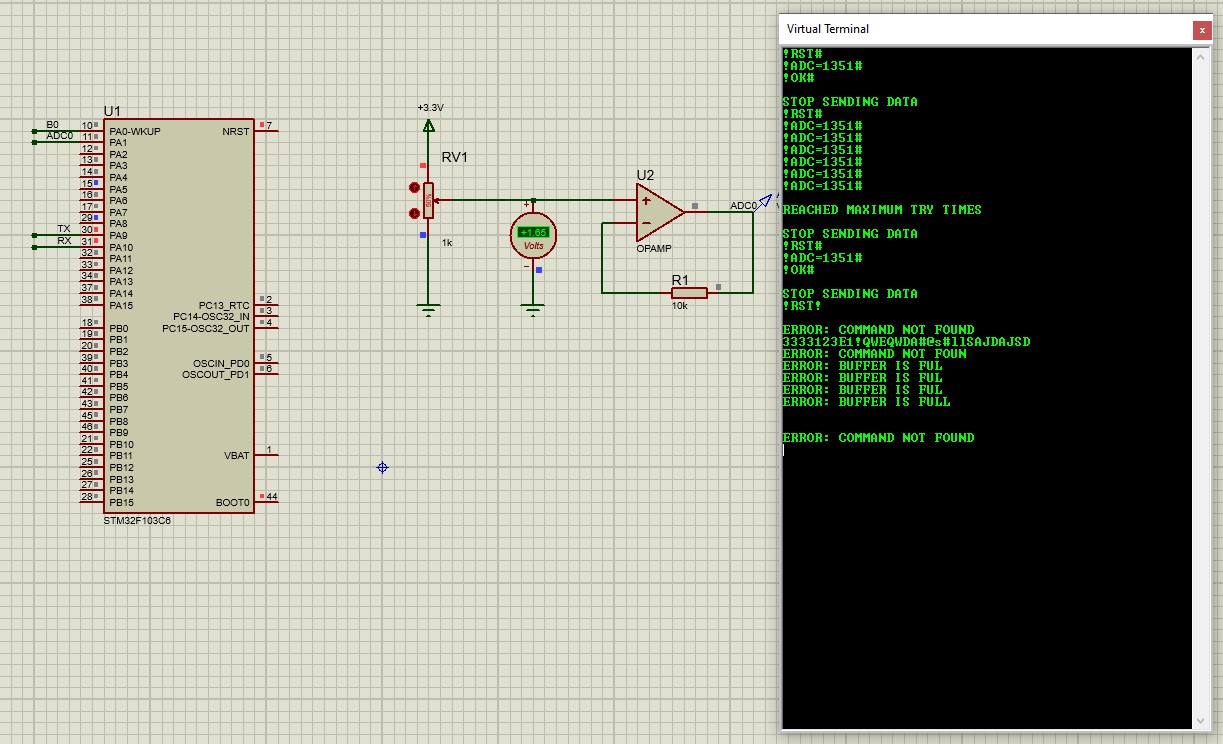 Virtual Terminal
x
!RST#
!ADC=1351#
!OK#
STOP SENDING DATA
!RST#
!ADC=1351#
!ADC=1351#
!ADC=1351#
!ADC=1351#
!ADC=1351#
!ADC=1351#
REACHED MAXIMUM TRY TIMES
STOP SENDING DATA
!RST#
!ADC=1351#
!OK#
STOP SENDING DATA
!RST!
ERROR: COMMAND NOT FOUND
3333123E1!QWEQWDA#@s#llSAJDAJSD
ERROR: COMMAND NOT FOUN
ERROR: BUFFER IS FUL
ERROR: BUFFER IS FUL
ERROR: BUFFER IS FUL
ERROR: BUFFER IS FULL
ERROR: COMMAND NOT FOUND
U1
B0 10 PA0-WKUP NRST 7
ADC0 11 PA1
12 PA2
13 PA3
14 PA4
15 PA5
16 PA6
17 PA7
29 PA8
TX 30 PA9
RX 31 PA10
32 PA11
33 PA12
34 PA13
37 PA14
38 PA15 PC13_RTC 2
PC14-OSC32_IN 3
18 PB0 PC15-OSC32_OUT 4
19 PB1
20 PB2
39 PB3 OSCIN_PD0 5
40 PB4 OSCOUT_PD1 6
41 PB5
42 PB6
43 PB7
45 PB8
46 PB9
21 PB10
22 PB11 VBAT 1
25 PB12
26 PB13
27 PB14
28 PB15 BOOT0 44
STM32F103C6
+3.3V
RV1
50%
1k
+
+1.65
Volts
−
U2
+
−
OPAMP
ADC0
R1
10k